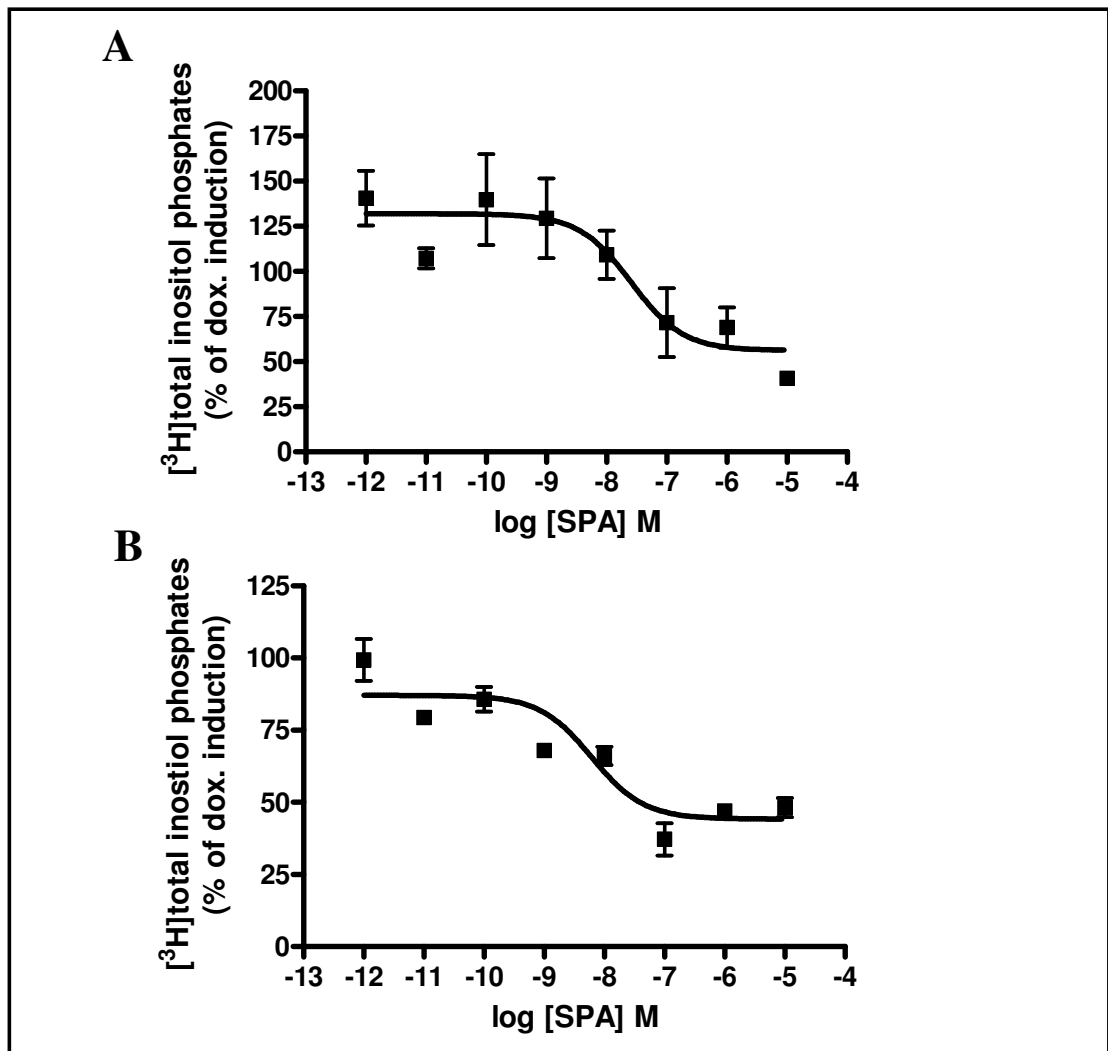 A
[³H]total inositol phosphates
(% of dox. induction)
200
175
150
125
100
75
50
25
0
-13 -12 -11 -10 -9 -8 -7 -6 -5 -4
log [SPA] M
B
[³H]total inostiol phosphates
(% of dox. induction)
125
100
75
50
25
0
-13 -12 -11 -10 -9 -8 -7 -6 -5 -4
log [SPA] M